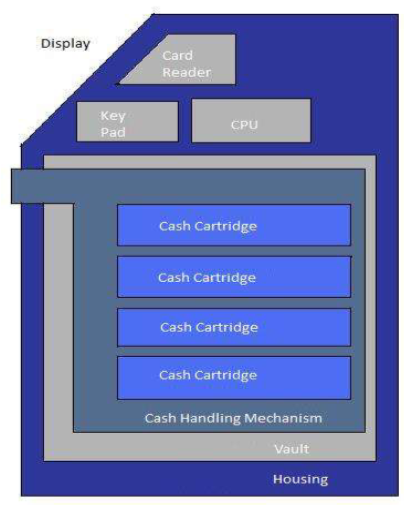 Display
Card
Reader
Key
Pad
CPU
Cash Cartridge
Cash Cartridge
Cash Cartridge
Cash Cartridge
Cash Handling Mechanism
Vault
Housing